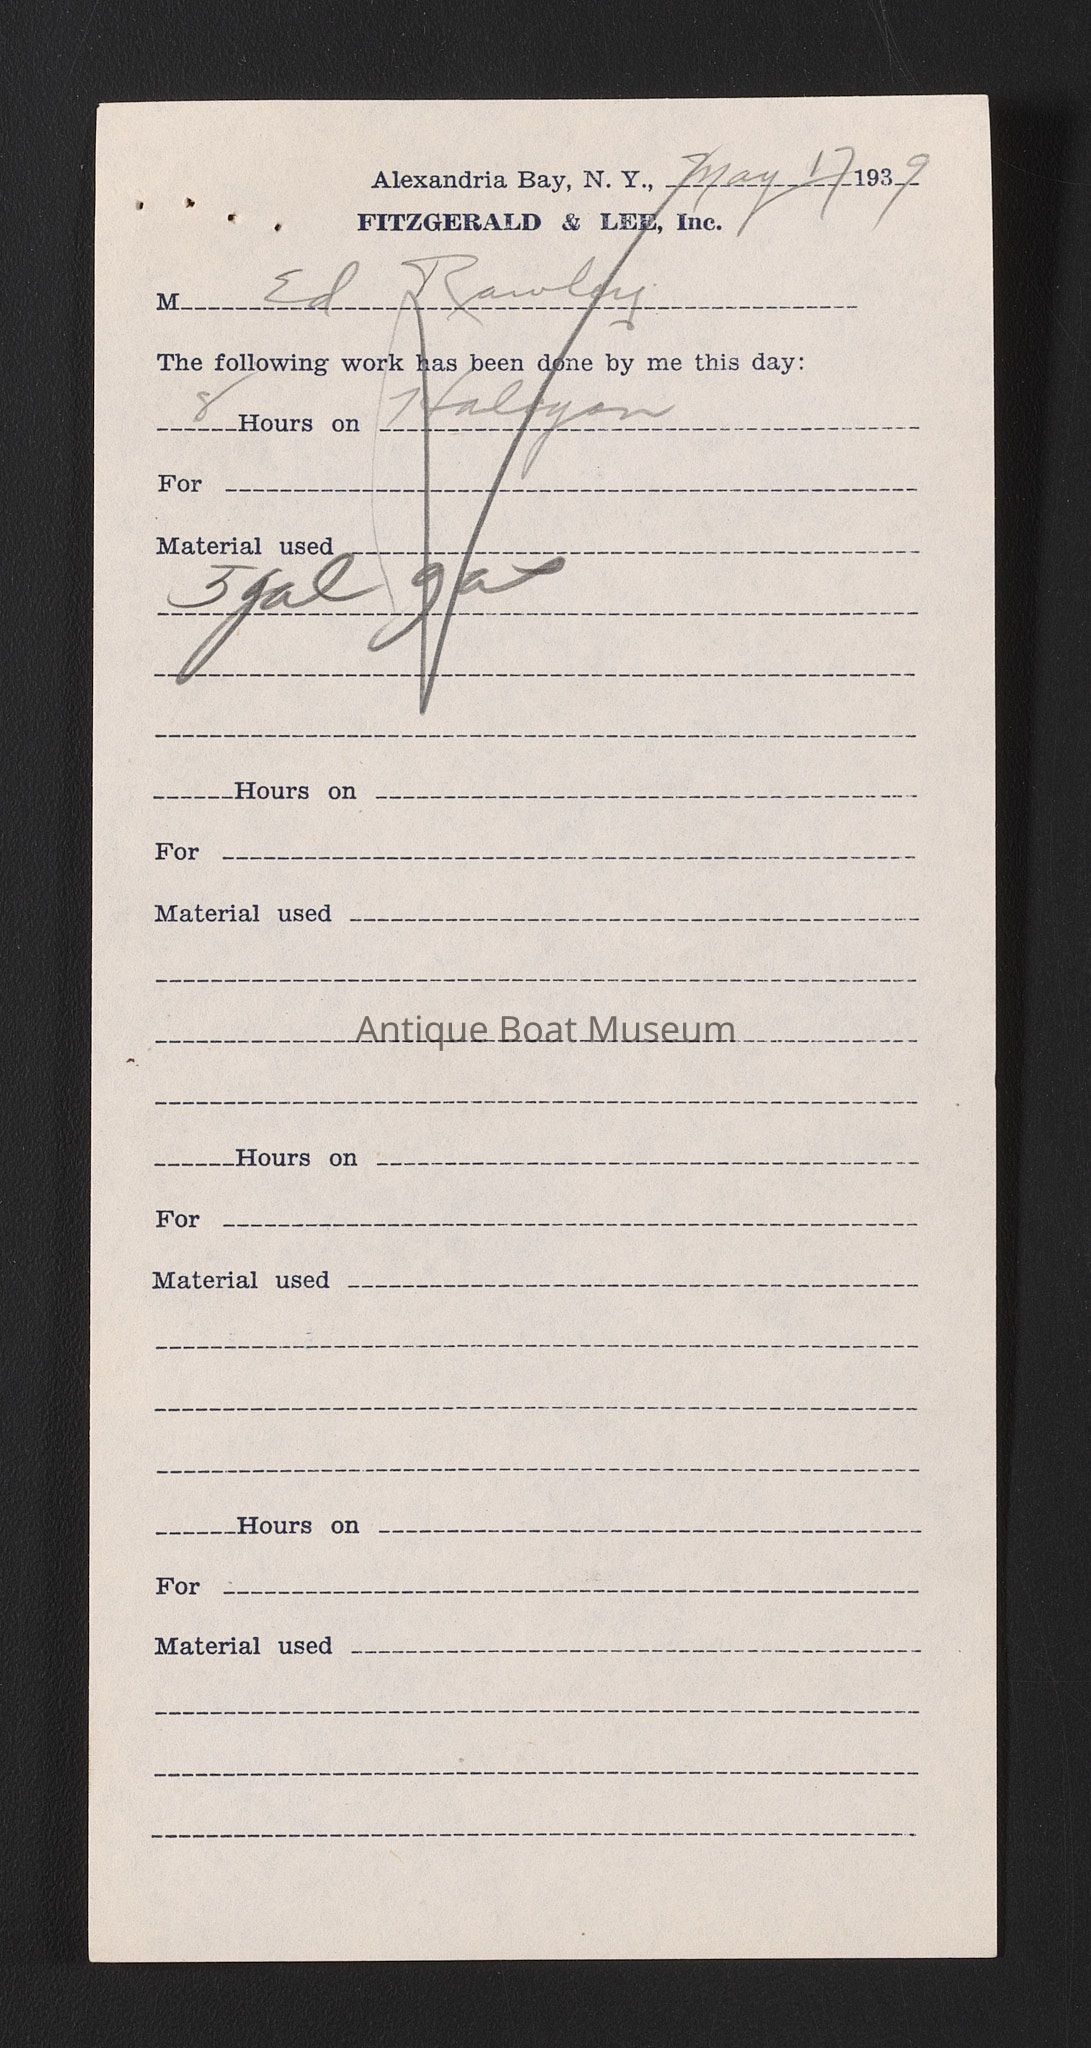 Alexandria Bay, N. Y., May 17 1939
FITZGERALD & LEE, Inc.
M Ed
The following work has been done by me this day:
8 Hours on Halcyon
For
Material used
5 gal gas
Hours on
For
Material used
Antique Boat Museum
Hours on
For
Material used
Hours on
For
Material used